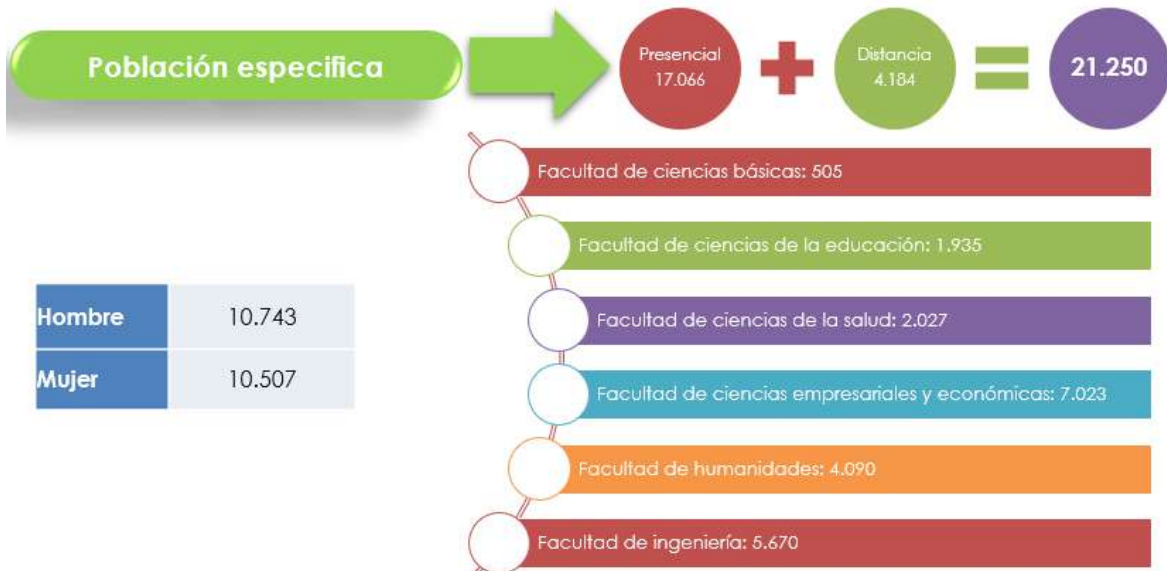 Población especifica
Presencial
17.066
Distancia
4.184
21.250
Facultad de ciencias básicas: 505
Facultad de ciencias de la educación: 1.935
Facultad de ciencias de la salud: 2.027
Facultad de ciencias empresariales y económicas: 7.023
Facultad de humanidades: 4.090
Facultad de ingeniería: 5.670
Hombre 10.743
Mujer 10.507